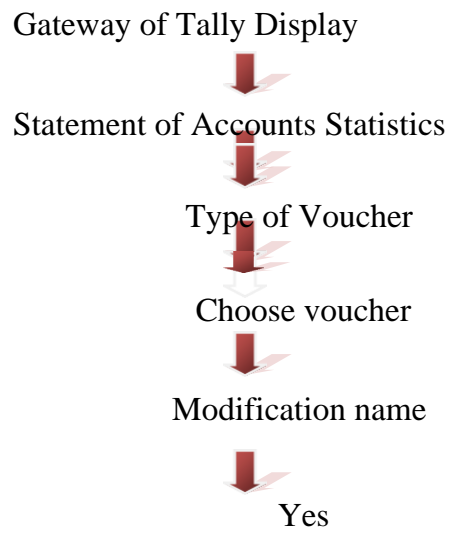 Gateway of Tally Display
Statement of Accounts Statistics
Type of Voucher
Choose voucher
Modification name
Yes